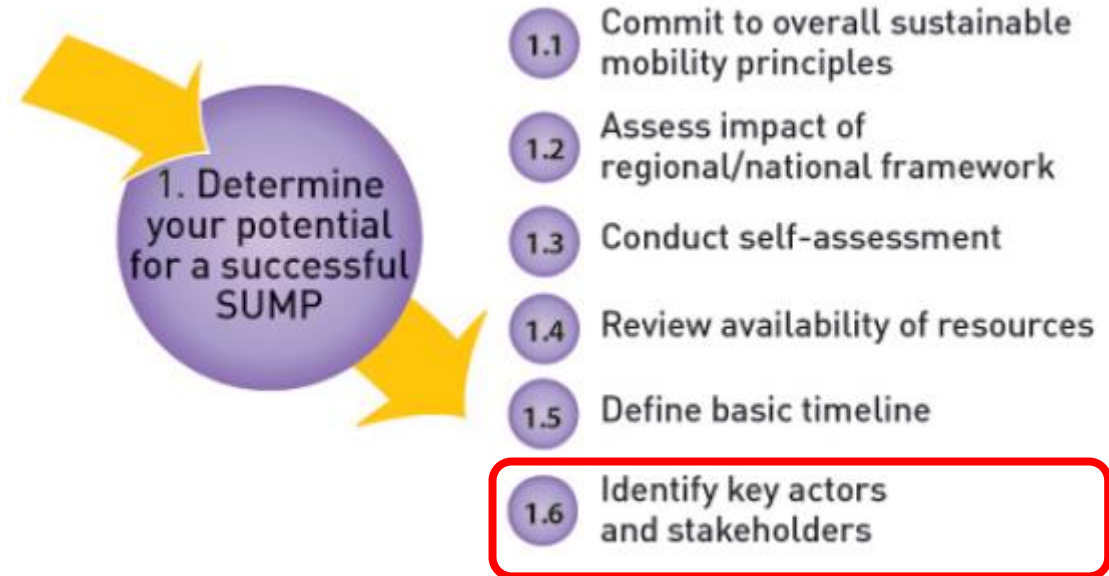 1. Determine
your potential
for a successful
SUMP
1.1 Commit to overall sustainable
mobility principles
1.2 Assess impact of
regional/national framework
1.3 Conduct self-assessment
1.4 Review availability of resources
1.5 Define basic timeline
1.6 Identify key actors
and stakeholders